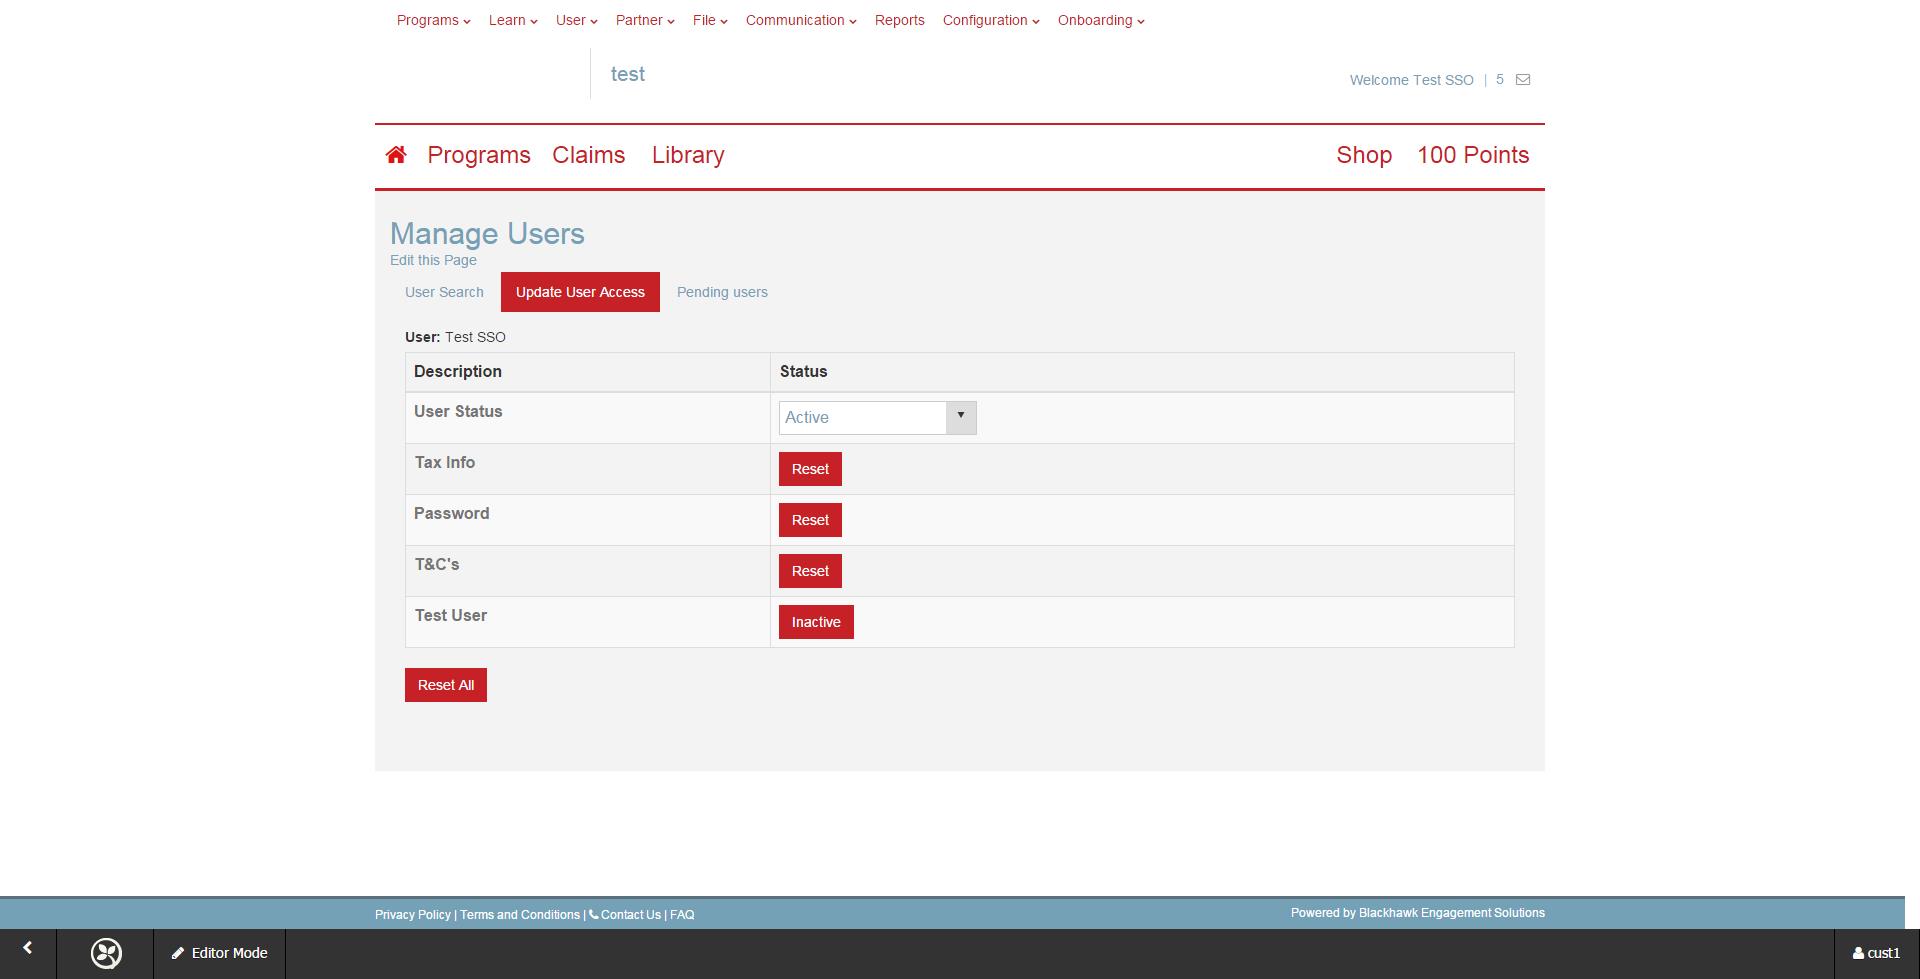 Programs Learn User Partner File Communication Reports Configuration Onboarding
test
Welcome Test SSO | 5
Programs Claims Library Shop 100 Points
Manage Users
Edit this Page
User Search Update User Access Pending users
User: Test SSO
Description Status
User Status Active
Tax Info Reset
Password Reset
T&C's Reset
Test User Inactive
Reset All
Privacy Policy | Terms and Conditions | Contact Us | FAQ Powered by Blackhawk Engagement Solutions
Editor Mode cust1